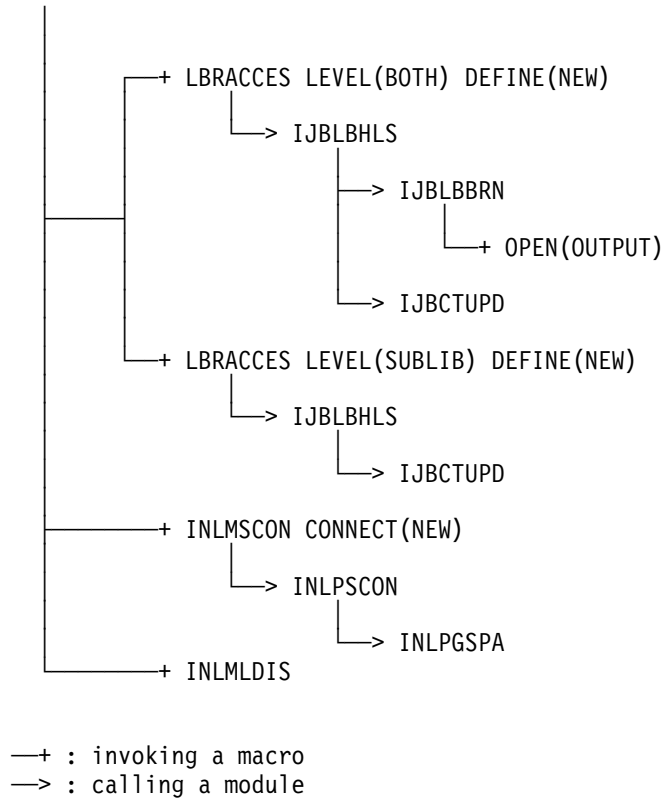 + LBRACCES LEVEL(BOTH) DEFINE(NEW)
> IJBLBHLS
> IJBLBBRN
+ OPEN(OUTPUT)
> IJBCTUPD
+ LBRACCES LEVEL(SUBLIB) DEFINE(NEW)
> IJBLBHLS
> IJBCTUPD
+ INLMSCON CONNECT(NEW)
> INLPSCON
> INLPGSPA
+ INLMLDIS
—+ : invoking a macro
—> : calling a module